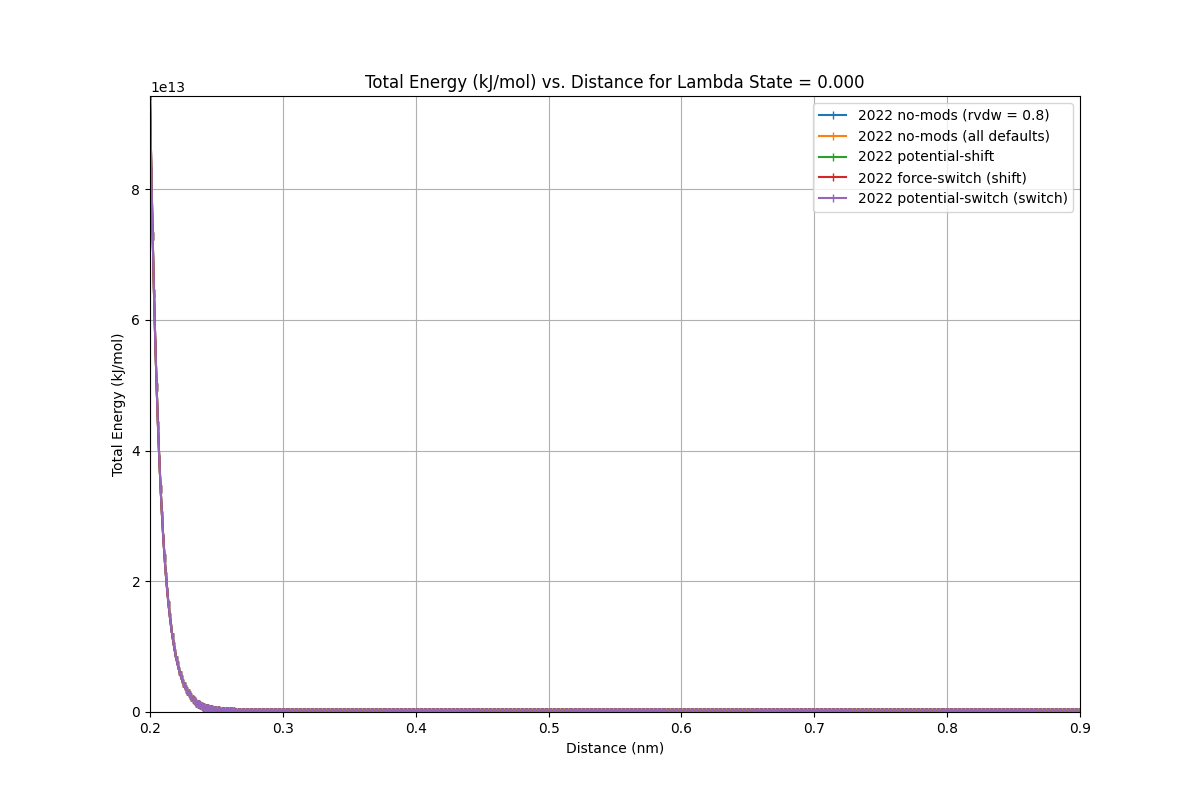 Total Energy (kJ/mol) vs. Distance for Lambda State = 0.000
1e13
2022 no-mods (rvdw = 0.8)
2022 no-mods (all defaults)
2022 potential-shift
2022 force-switch (shift)
2022 potential-switch (switch)
8
6
4
2
0
Total Energy (kJ/mol)
0.2 0.3 0.4 0.5 0.6 0.7 0.8 0.9
Distance (nm)